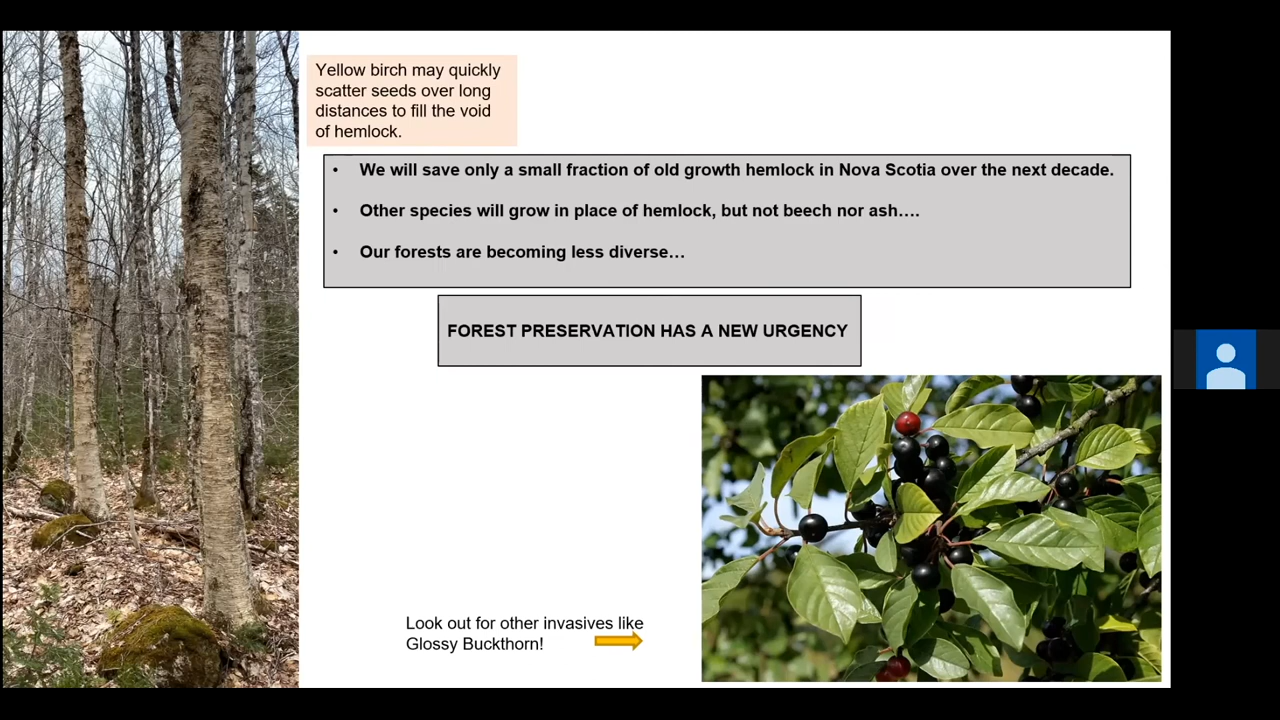 Yellow birch may quickly
scatter seeds over long
distances to fill the void
of hemlock.
• We will save only a small fraction of old growth hemlock in Nova Scotia over the next decade.
• Other species will grow in place of hemlock, but not beech nor ash….
• Our forests are becoming less diverse…
FOREST PRESERVATION HAS A NEW URGENCY
Look out for other invasives like
Glossy Buckthorn!